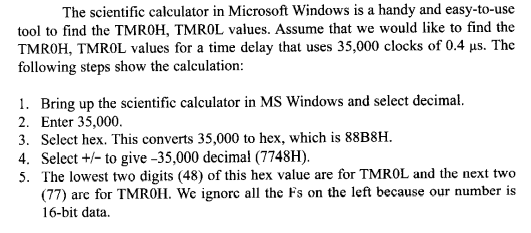 The scientific calculator in Microsoft Windows is a handy and easy-to-use
tool to find the TMR0H, TMR0L values. Assume that we would like to find the
TMR0H, TMR0L values for a time delay that uses 35,000 clocks of 0.4 µs. The
following steps show the calculation:
1. Bring up the scientific calculator in MS Windows and select decimal.
2. Enter 35,000.
3. Select hex. This converts 35,000 to hex, which is 88B8H.
4. Select +/- to give –35,000 decimal (7748H).
5. The lowest two digits (48) of this hex value are for TMR0L and the next two
(77) are for TMR0H. We ignore all the Fs on the left because our number is
16-bit data.